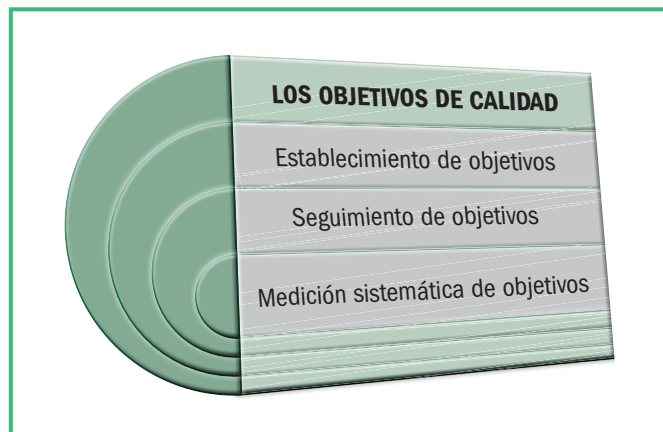 LOS OBJETIVOS DE CALIDAD
Establecimiento de objetivos
Seguimiento de objetivos
Medición sistemática de objetivos